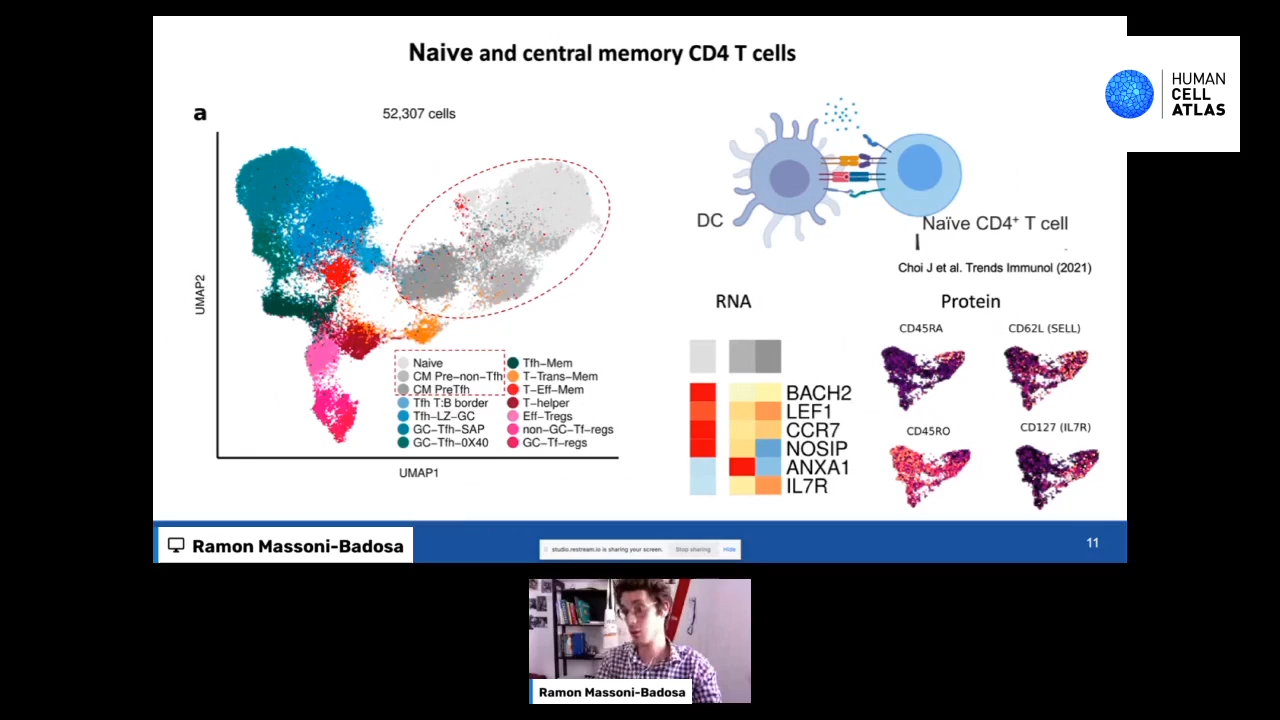 Naive and central memory CD4 T cells
HUMAN
CELL
ATLAS
a
52,307 cells
UMAP2
UMAP1
Naive
CM Pre-non-Tfh
CM PreTfh
Tfh T:B border
Tfh-LZ-GC
GC-Tfh-SAP
GC-Tfh-0X40
Tfh-Mem
T-Trans-Mem
T-Eff-Mem
T-helper
Eff-Tregs
non-GC-Tf-regs
GC-Tf-regs
DC
Naïve CD4⁺ T cell
Choi J et al. Trends Immunol (2021)
RNA
BACH2
LEF1
CCR7
NOSIP
ANXA1
IL7R
Protein
CD45RA
CD62L (SELL)
CD45RO
CD127 (IL7R)
Ramon Massoni-Badosa
studio.restream.io is sharing your screen.
Stop sharing
Hide
11
Ramon Massoni-Badosa